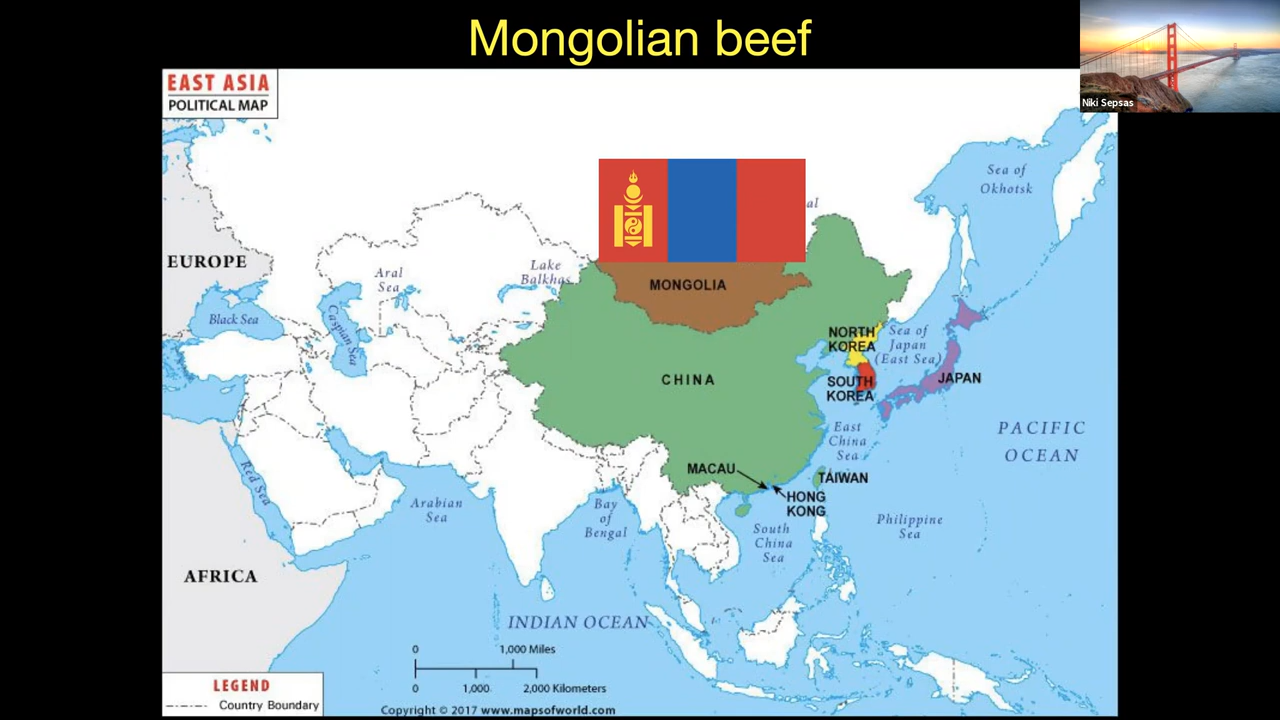 Mongolian beef
Niki Sepsas
EAST ASIA
POLITICAL MAP
Sea of
Okhotsk
al
EUROPE
Aral
Sea
Lake
Balkhas
MONGOLIA
Black Sea
Caspian Sea
NORTH
KOREA
Sea of
Japan
(East Sea)
CHINA
SOUTH
KOREA
JAPAN
East
China
Sea
PACIFIC
OCEAN
Red Sea
MACAU
TAIWAN
HONG
KONG
Arabian
Sea
Bay
of
Bengal
South
China
Sea
Philippine
Sea
AFRICA
INDIAN OCEAN
0 1,000 Miles
0 1,000 2,000 Kilometers
LEGEND
Country Boundary
Copyright © 2017 www.mapsofworld.com